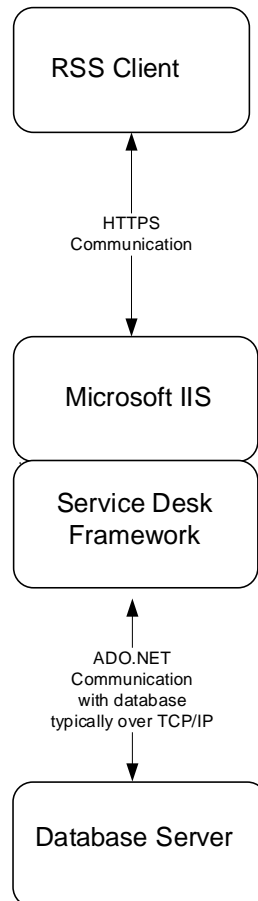 RSS Client
HTTPS
Communication
Microsoft IIS
Service Desk
Framework
ADO.NET
Communication
with database
typically over TCP/IP
Database Server